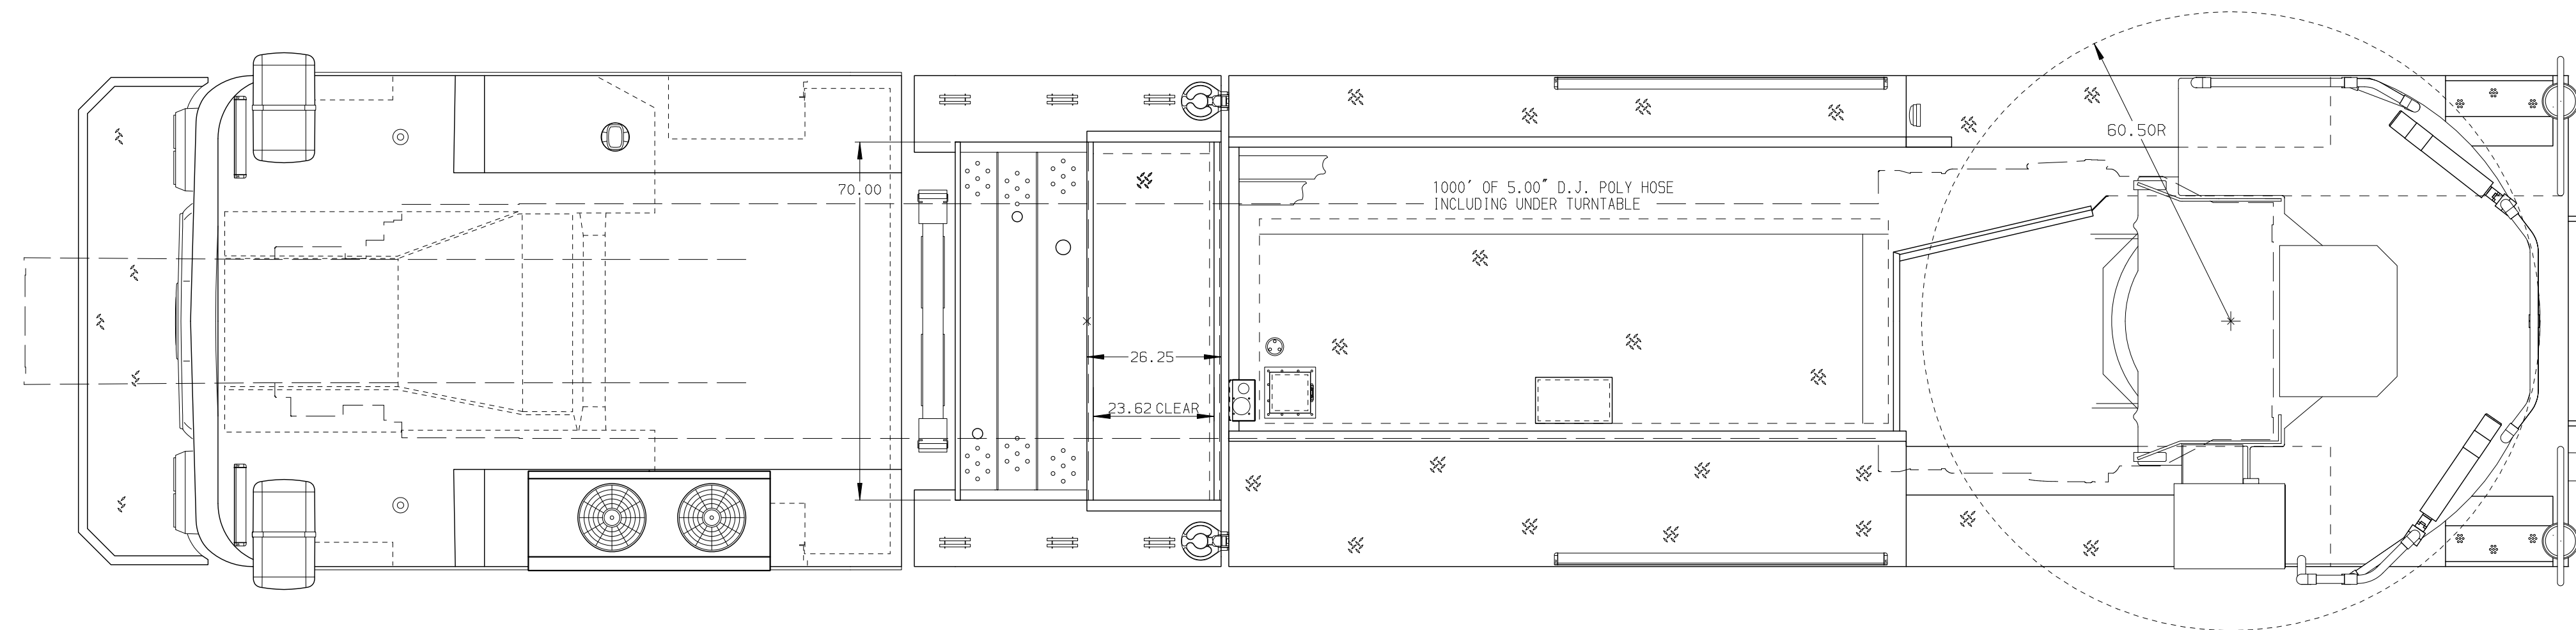 60.50R
70.00
1000′ OF 5.00″ D.J. POLY HOSE
INCLUDING UNDER TURNTABLE
26.25
23.62 CLEAR